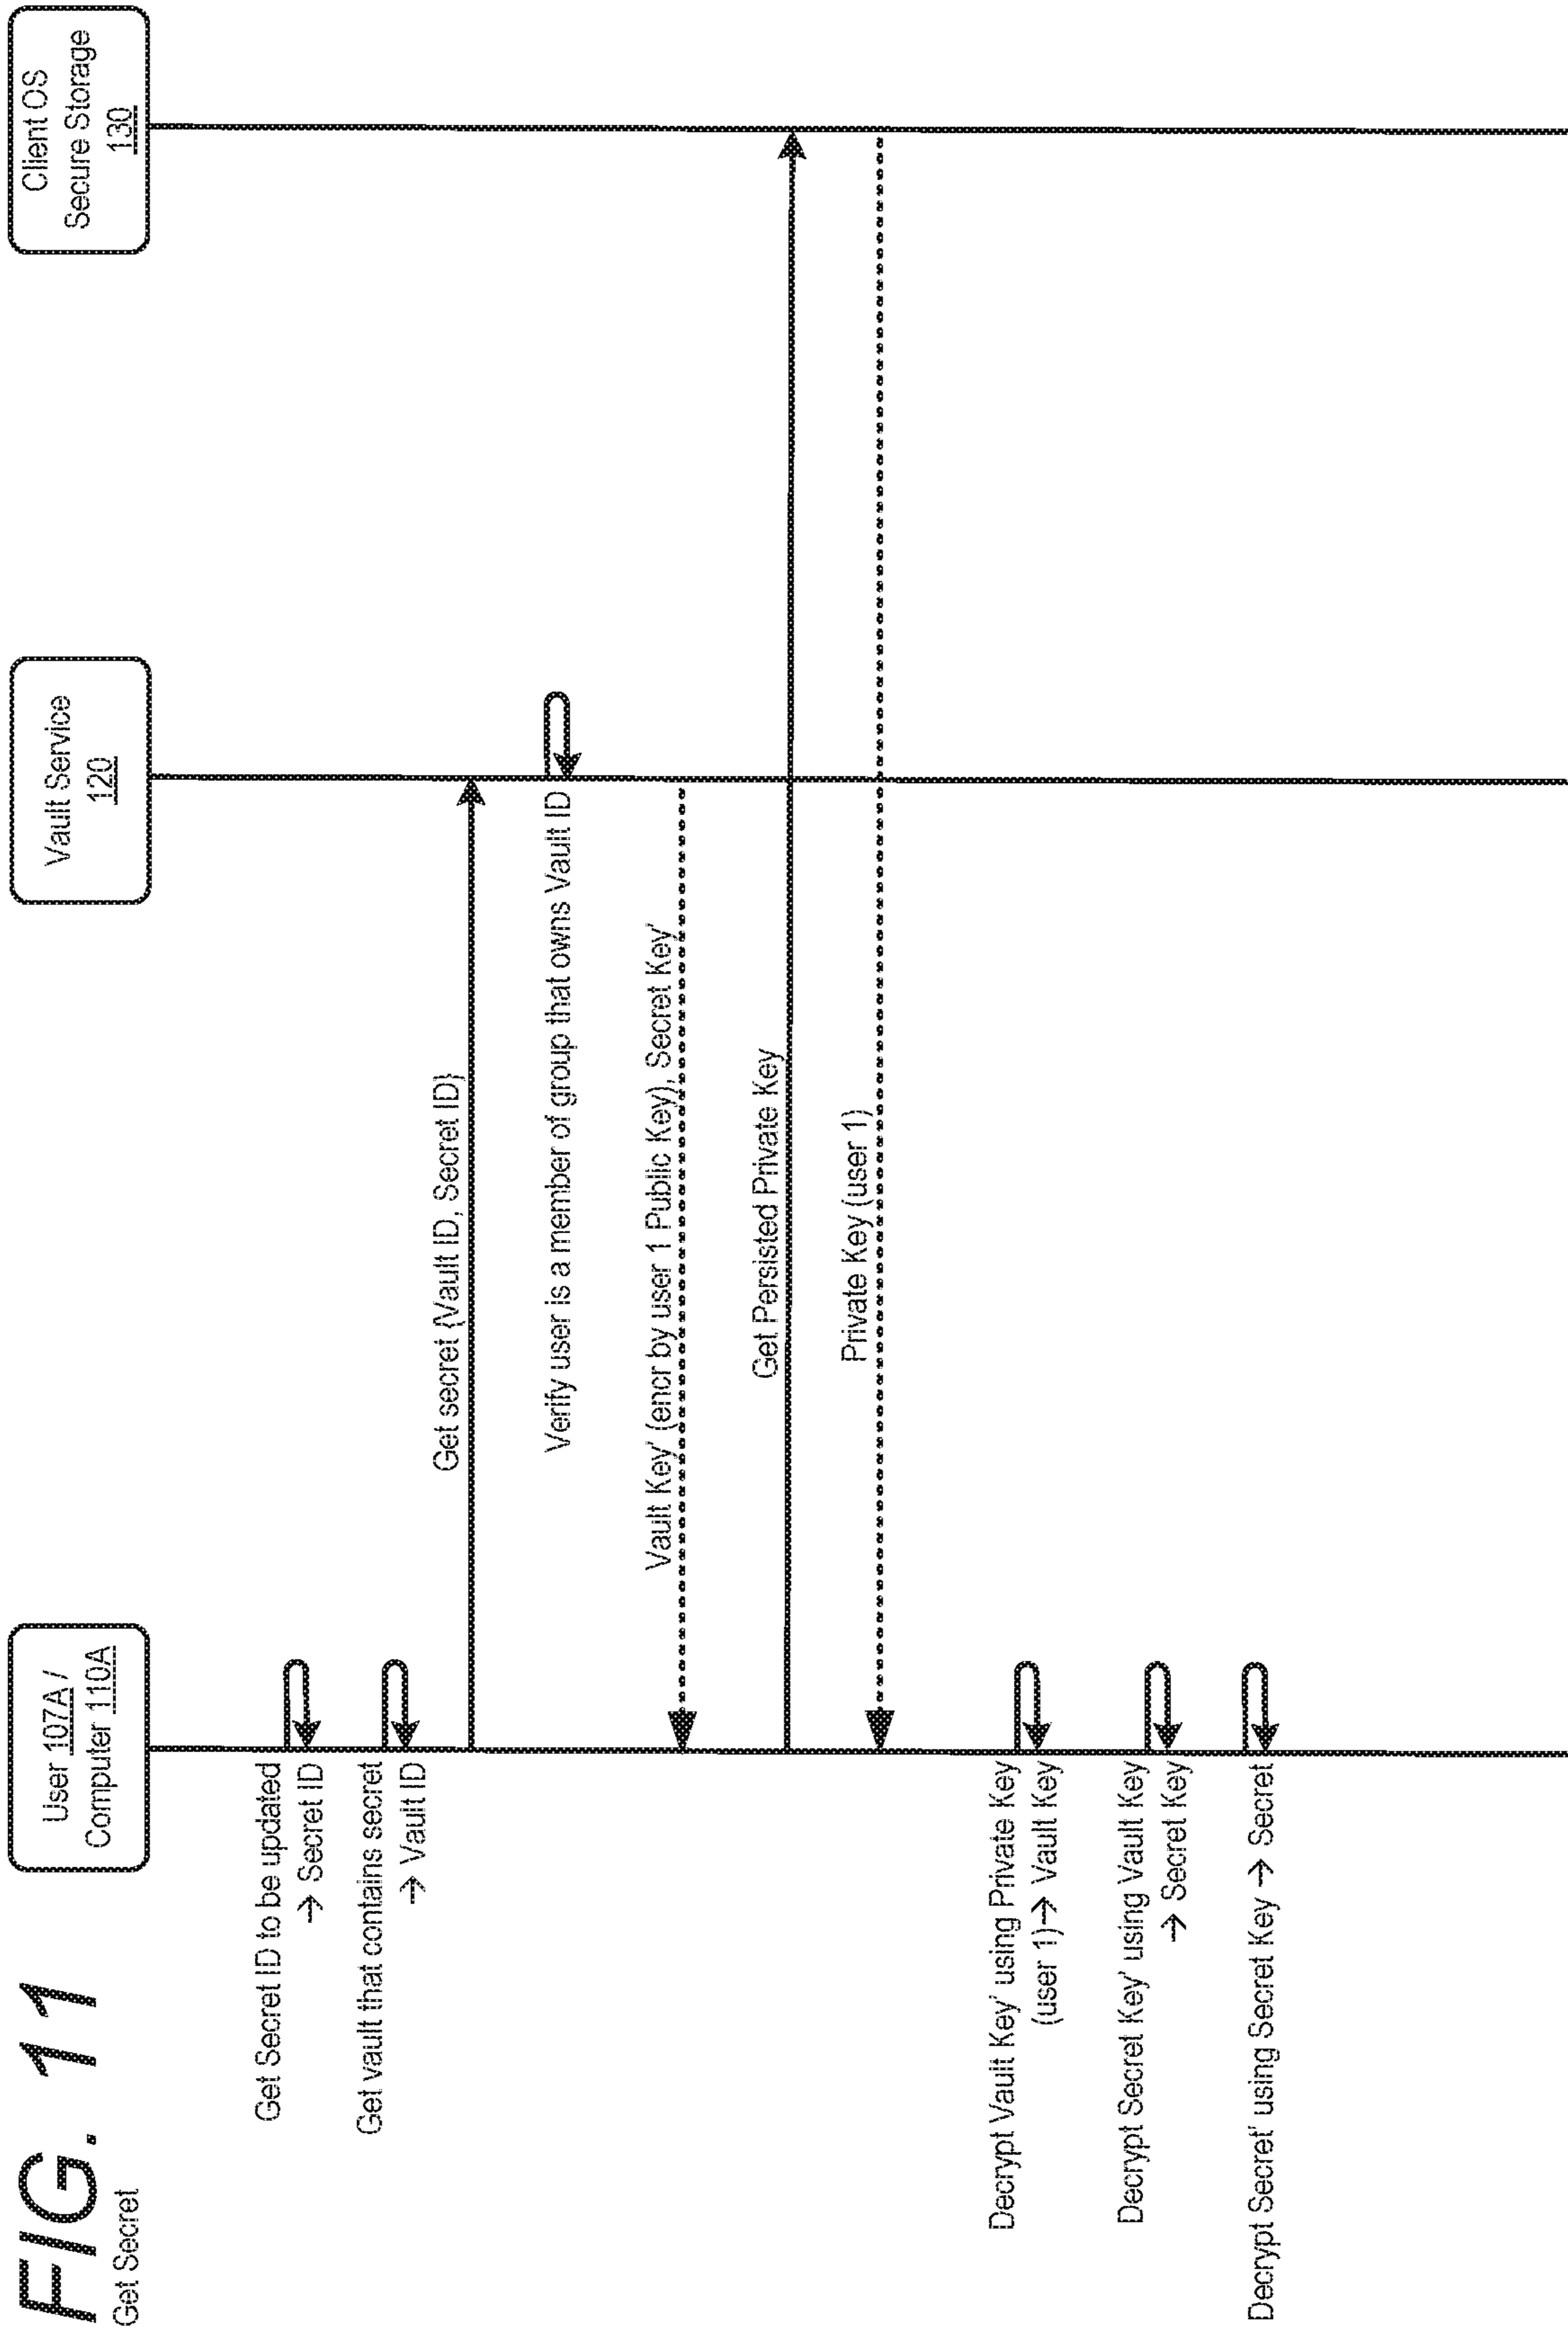 FIG. 11
Get Secret
User 107A /
Computer 110A
Vault Service
120
Client OS
Secure Storage
130
Get Secret ID to be updated
→ Secret ID
Get vault that contains secret
→ Vault ID
Get secret {Vault ID, Secret ID}
Verify user is a member of group that owns Vault ID
Vault Key' (encr by user 1 Public Key), Secret Key'
Get Persisted Private Key
Private Key (user 1)
Decrypt Vault Key' using Private Key
(user 1)→ Vault Key
Decrypt Secret Key' using Vault Key
→ Secret Key
Decrypt Secret' using Secret Key → Secret